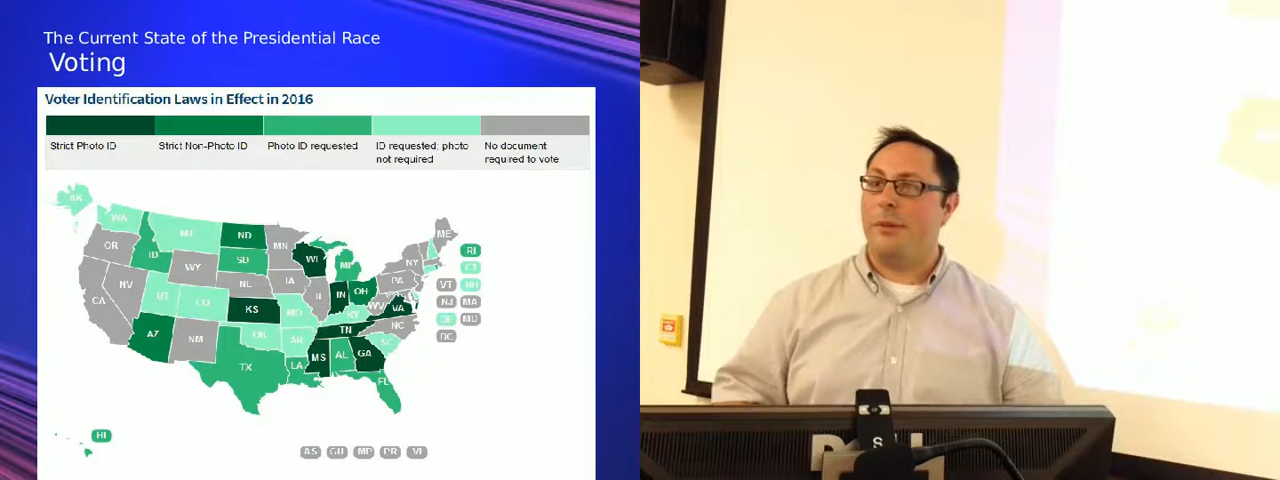 The Current State of the Presidential Race
Voting
Voter Identification Laws in Effect in 2016
Strict Photo ID
Strict Non-Photo ID
Photo ID requested
ID requested; photo
not required
No document
required to vote
AK
WA
MT
ND
MN
ME
OR
ID
WY
SD
WI
MI
NY
RI
CT
VT
NH
NJ
MA
DE
MD
DC
CA
NV
UT
CO
NE
KS
IA
MO
IL
IN
OH
PA
WV
VA
KY
NC
AZ
NM
OK
AR
TN
SC
TX
LA
MS
AL
GA
FL
HI
AS
GU
MP
PR
VI
S